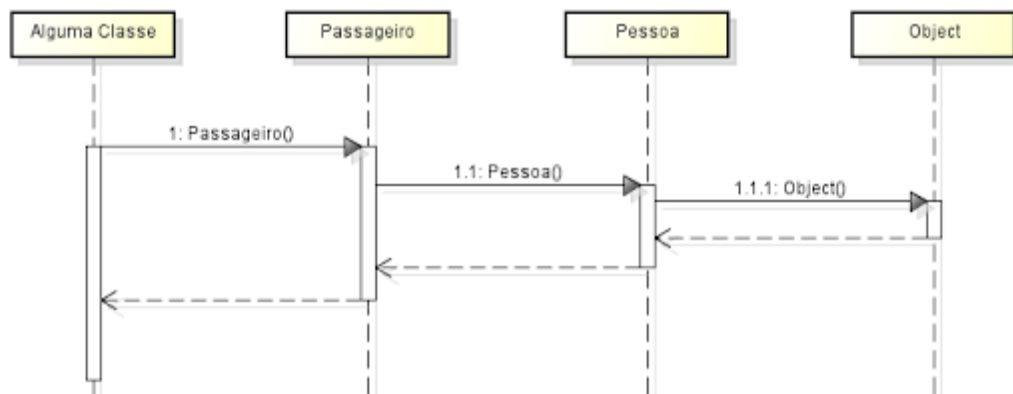 Alguma Classe
Passageiro
Pessoa
Object
1: Passageiro()
1.1: Pessoa()
1.1.1: Object()